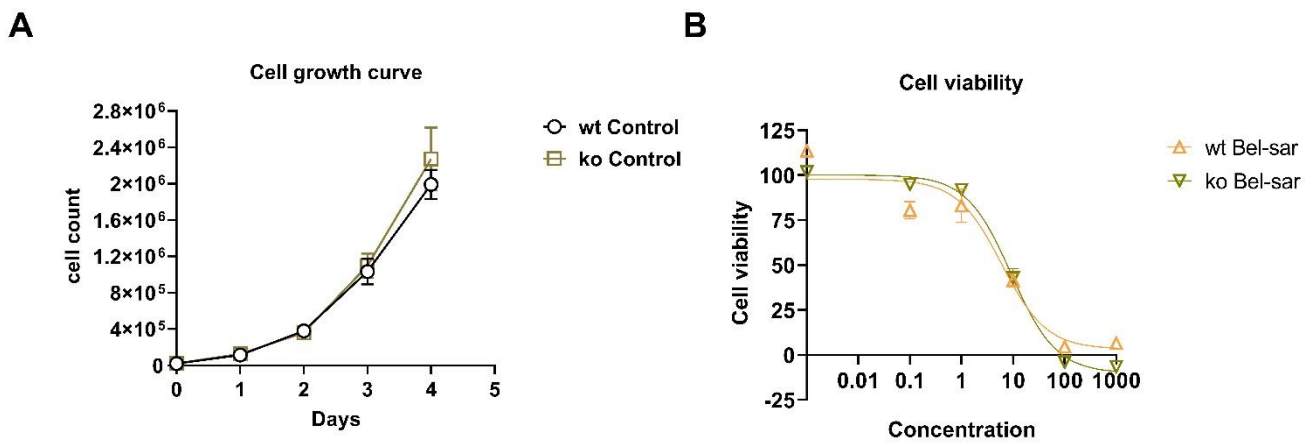 A
Cell growth curve
2.8×10⁶
2.4×10⁶
2×10⁶
1.6×10⁶
1.2×10⁶
8×10⁵
4×10⁵
0
cell count
0 1 2 3 4 5
Days
wt Control
ko Control
B
Cell viability
125
100
75
50
25
0
-25
Cell viability
0.01 0.1 1 10 100 1000
Concentration
wt Bel-sar
ko Bel-sar